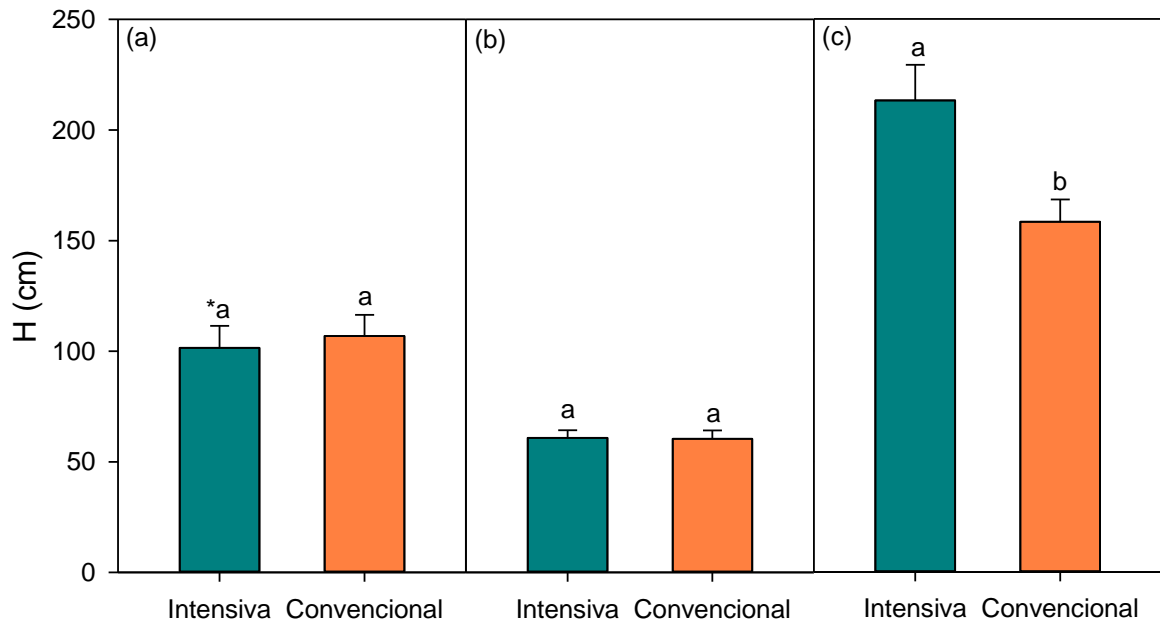 250
200
150
100
50
0
H (cm)
(a)
*a
a
Intensiva
Convencional
(b)
a
a
Intensiva
Convencional
(c)
a
b
Intensiva
Convencional